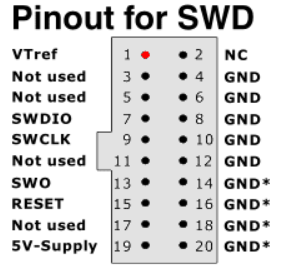 Pinout for SWD
VTref 1 2 NC
Not used 3 4 GND
Not used 5 6 GND
SWDIO 7 8 GND
SWCLK 9 10 GND
Not used 11 12 GND
SWO 13 14 GND*
RESET 15 16 GND*
Not used 17 18 GND*
5V-Supply 19 20 GND*